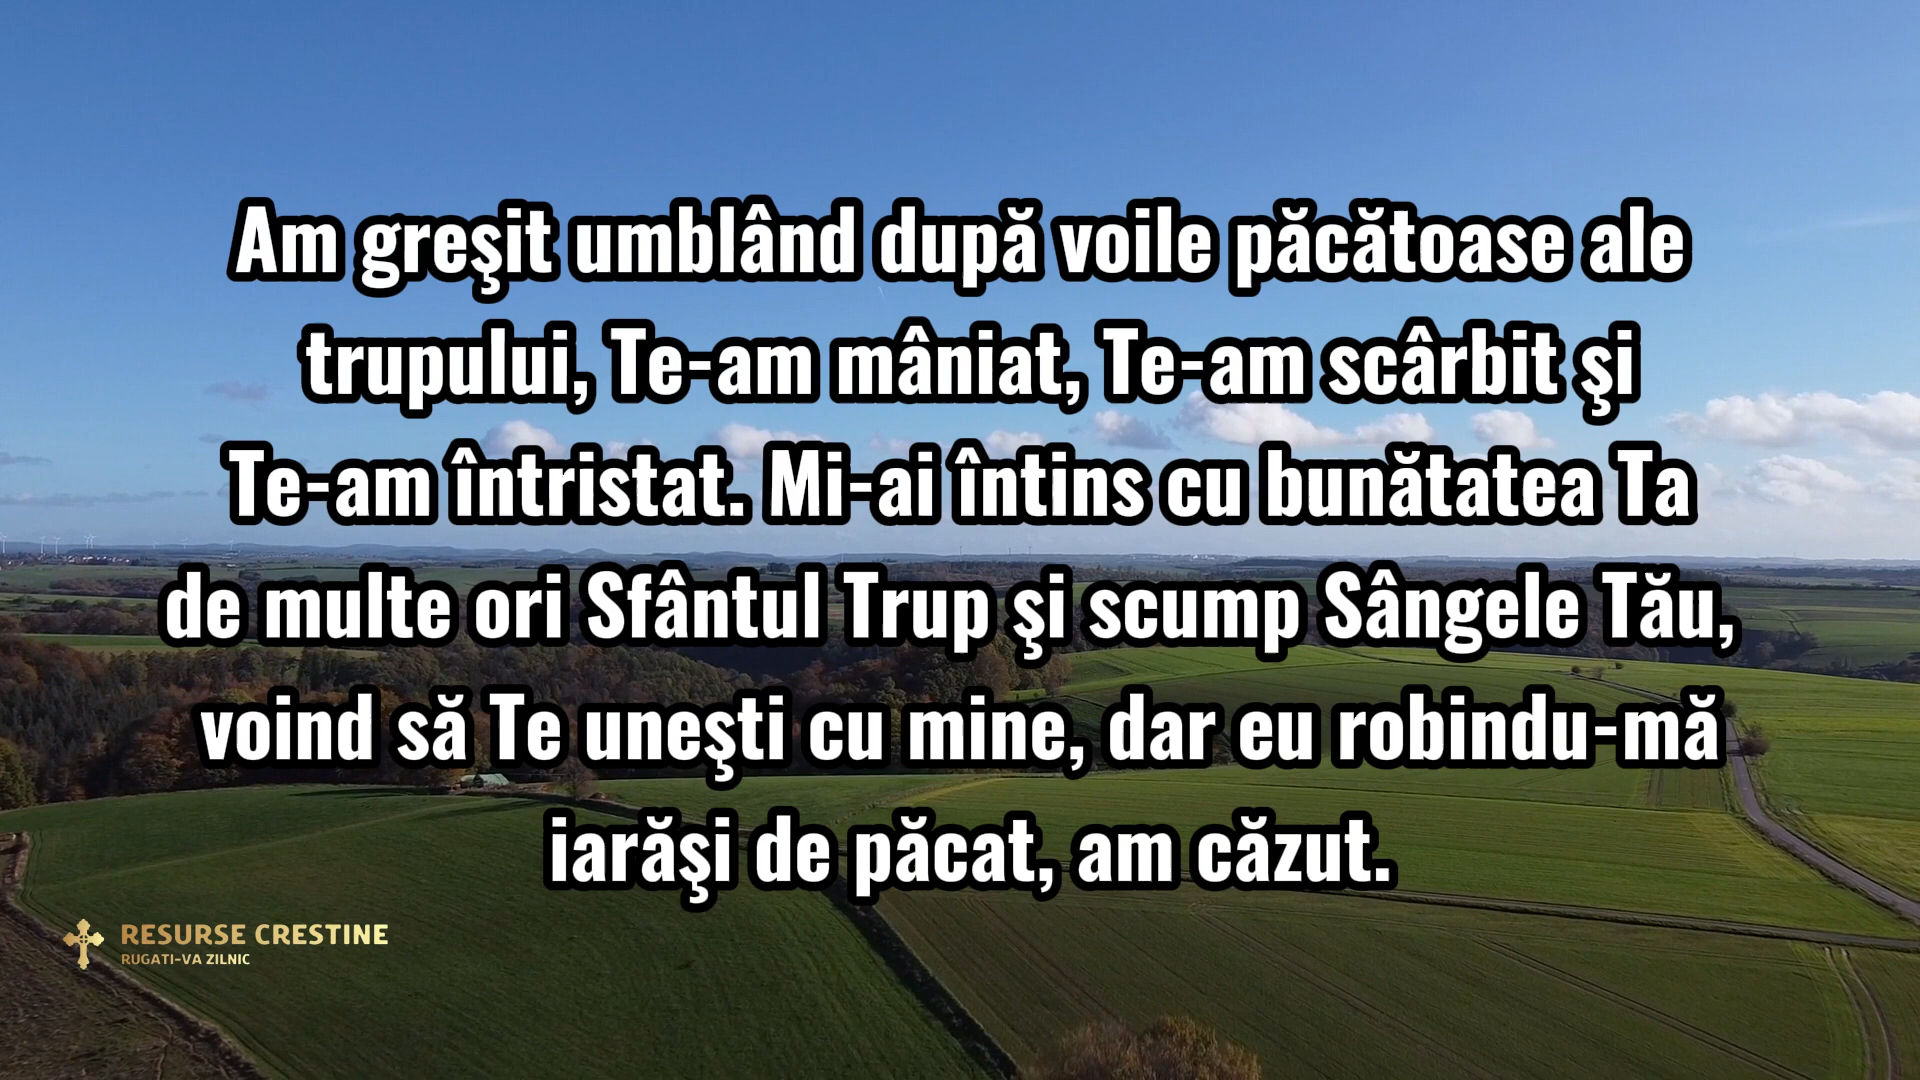 Am greşit umblând după voile păcătoase ale
trupului, Te-am mâniat, Te-am scârbit şi
Te-am întristat. Mi-ai întins cu bunătatea Ta
de multe ori Sfântul Trup şi scump Sângele Tău,
voind să Te uneşti cu mine, dar eu robindu-mă
iarăşi de păcat, am căzut.
RESURSE CRESTINE
RUGATI-VA ZILNIC